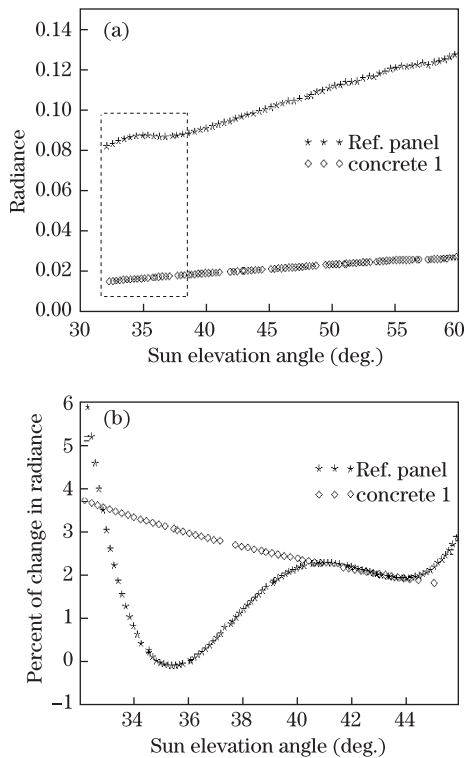 (a)
0.14
0.12
0.10
0.08
0.06
0.04
0.02
0.00
Radiance
Ref. panel
concrete 1
30 35 40 45 50 55 60
Sun elevation angle (deg.)
(b)
6
5
4
3
2
1
0
−1
Percent of change in radiance
Ref. panel
concrete 1
34 36 38 40 42 44
Sun elevation angle (deg.)